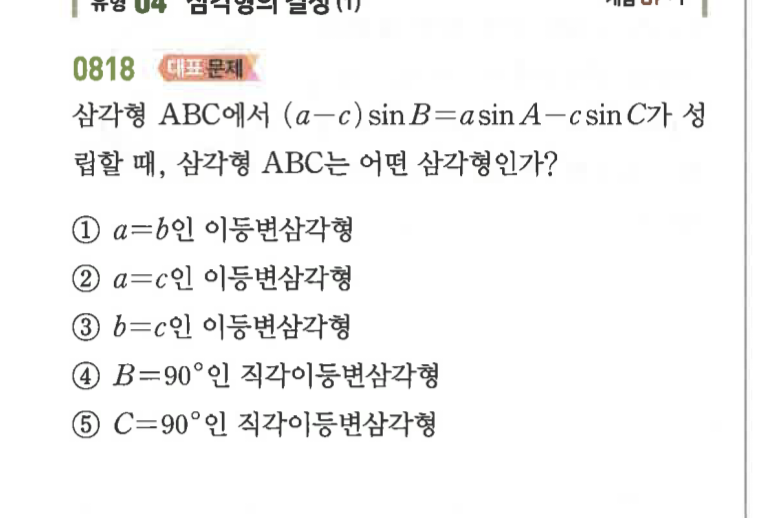 유형 04 삼각형의 결정 (1)
0818 대표 문제
삼각형 ABC에서 (a-c) sin B=a sin A-c sin C가 성
립할 때, 삼각형 ABC는 어떤 삼각형인가?
① a=b인 이등변삼각형
② a=c인 이등변삼각형
③ b=c인 이등변삼각형
④ B=90°인 직각이등변삼각형
⑤ C=90°인 직각이등변삼각형